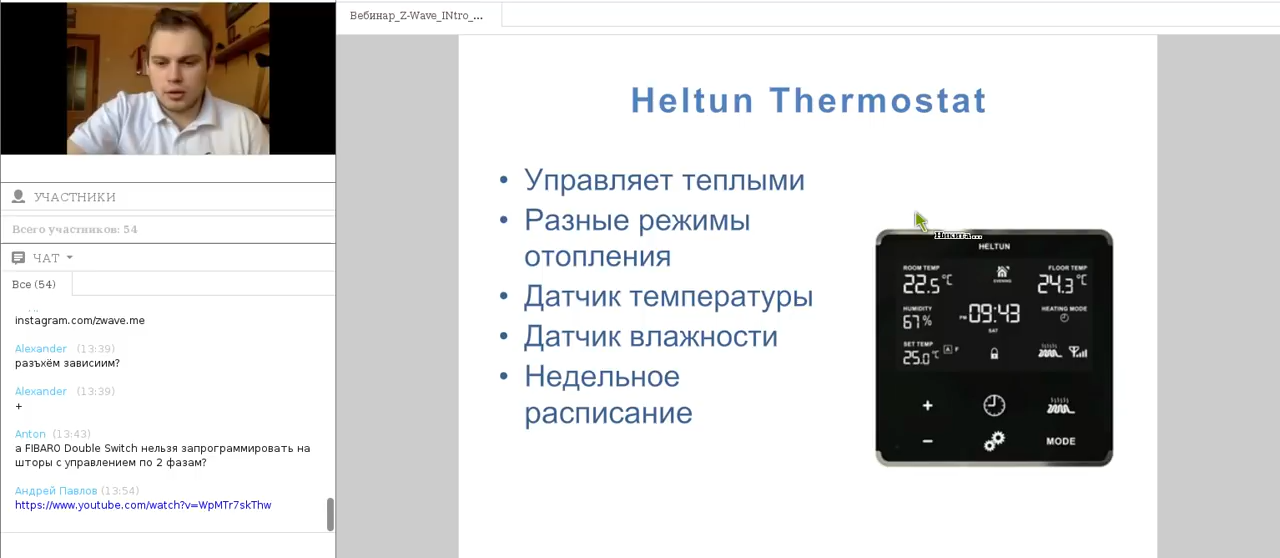 Вебинар_Z-Wave_INtro_...
УЧАСТНИКИ
Всего участников: 54
ЧАТ
Все (54)
instagram.com/zwave.me
Alexander (13:39)
разъхём зависиим?
Alexander (13:39)
+
Anton (13:43)
а FIBARO Double Switch нельзя запрограммировать на
шторы с управлением по 2 фазам?
Андрей Павлов (13:54)
https://www.youtube.com/watch?v=WpMTr7skThw
Heltun Thermostat
• Управляет теплыми
• Разные режимы
отопления
• Датчик температуры
• Датчик влажности
• Недельное
расписание
Никита...
HELTUN
ROOM TEMP
22.5°C
EVENING
FLOOR TEMP
24.3°C
HUMIDITY
67%
PM 09:43
SAT
HEATING MODE
SET TEMP
25.0°C
A F
+
−
MODE